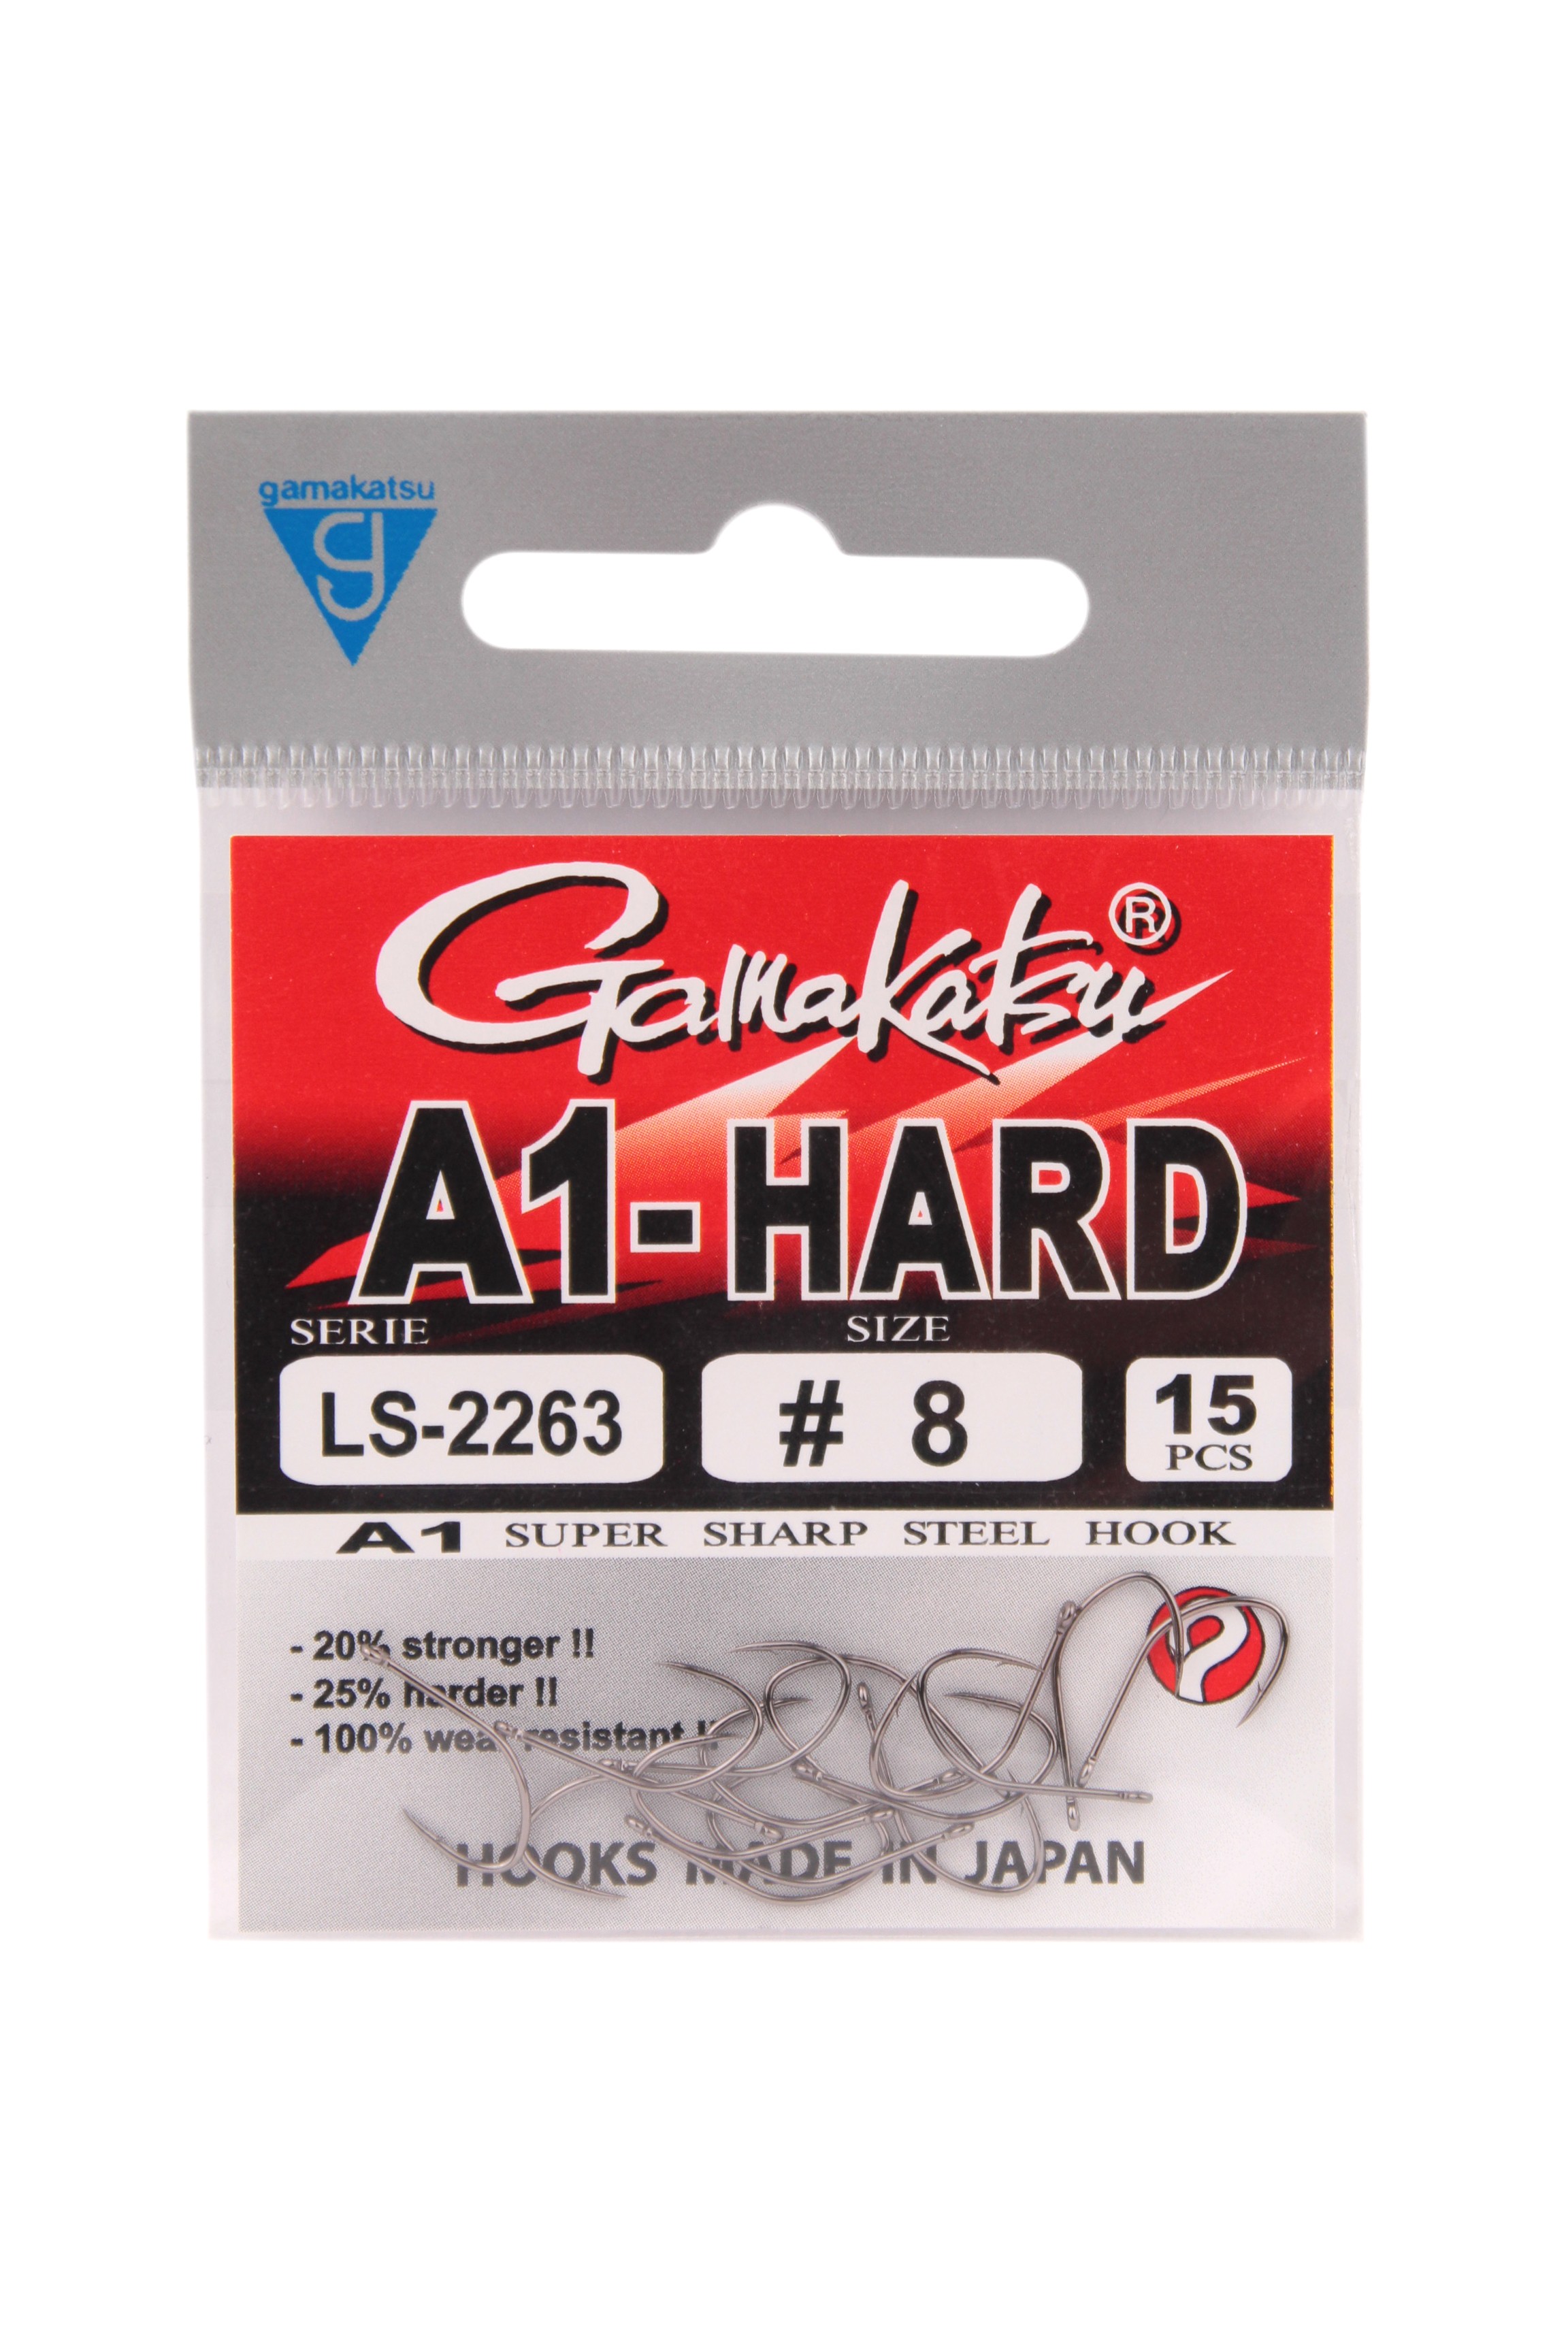 gamakatsu
g
Gamakatsu ®
A1-HARD
SERIE SIZE
LS-2263 # 8 15
PCS
A1 SUPER SHARP STEEL HOOK
- 20% stronger !!
- 25% harder !!
- 100% wear resistant !!
HOOKS MADE IN JAPAN